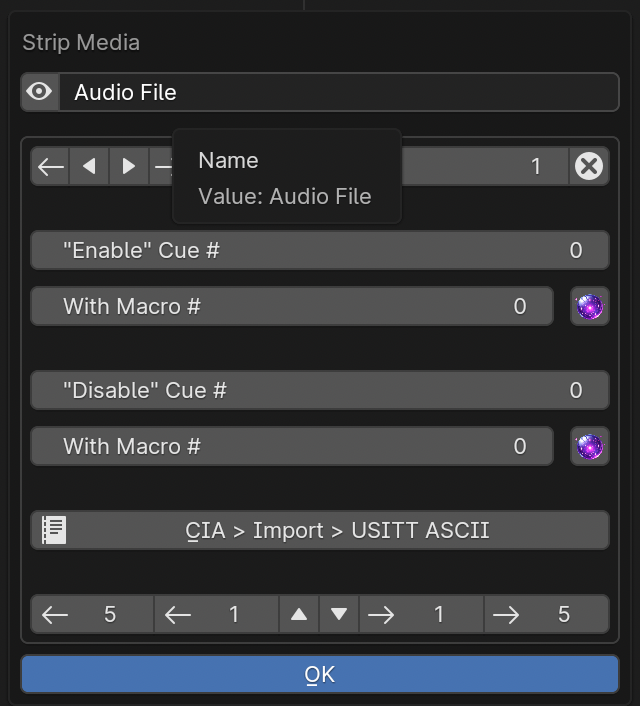 Strip Media
Audio File
Name
1
Value: Audio File
"Enable" Cue # 0
With Macro # 0
"Disable" Cue # 0
With Macro # 0
CIA > Import > USITT ASCII
5 1 1 5
OK